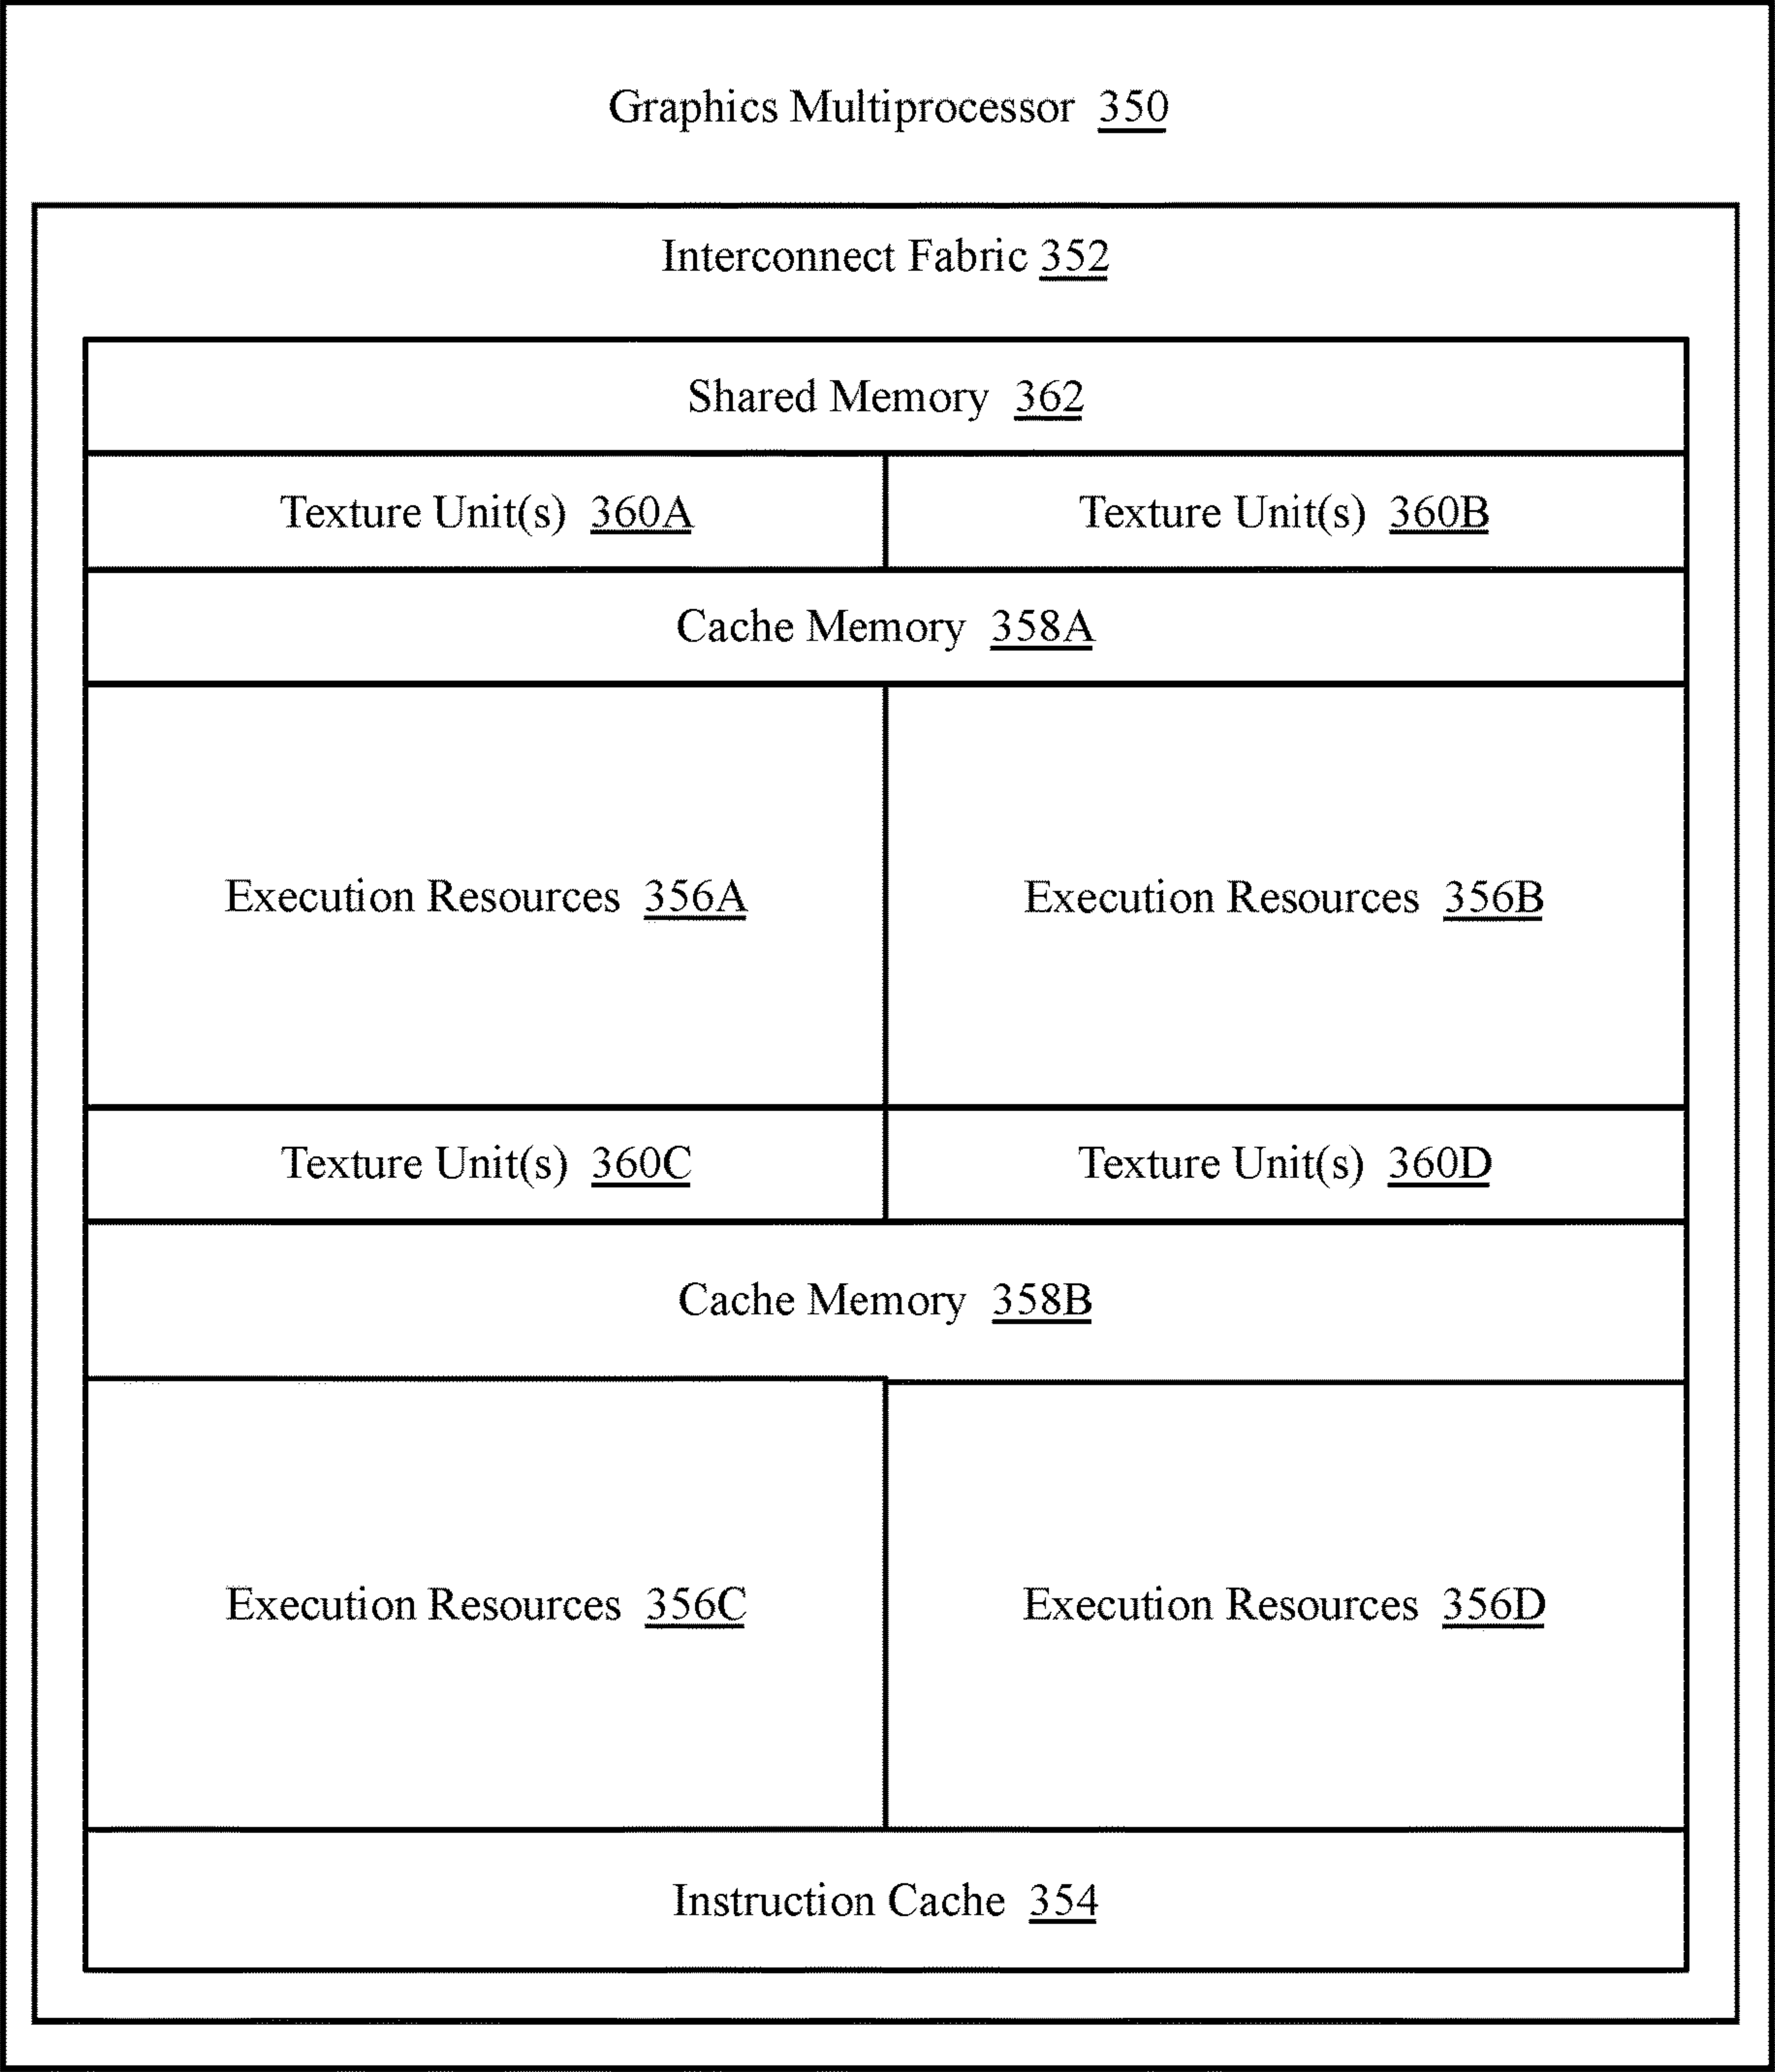 Graphics Multiprocessor 350
Interconnect Fabric 352
Shared Memory 362
Texture Unit(s) 360A
Texture Unit(s) 360B
Cache Memory 358A
Execution Resources 356A
Execution Resources 356B
Texture Unit(s) 360C
Texture Unit(s) 360D
Cache Memory 358B
Execution Resources 356C
Execution Resources 356D
Instruction Cache 354